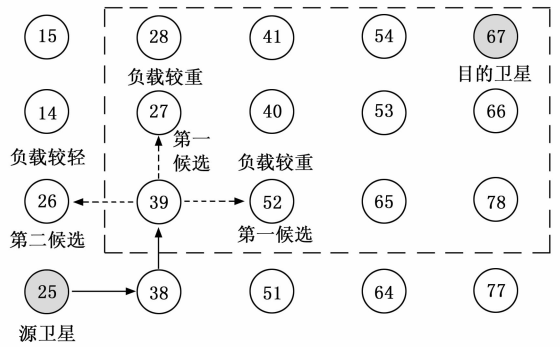 15 28 41 54 67
负载较重 目的卫星
14 27 40 53 66
第一
候选
负载较轻 负载较重
26 39 52 65 78
第二候选 第一候选
25 38 51 64 77
源卫星